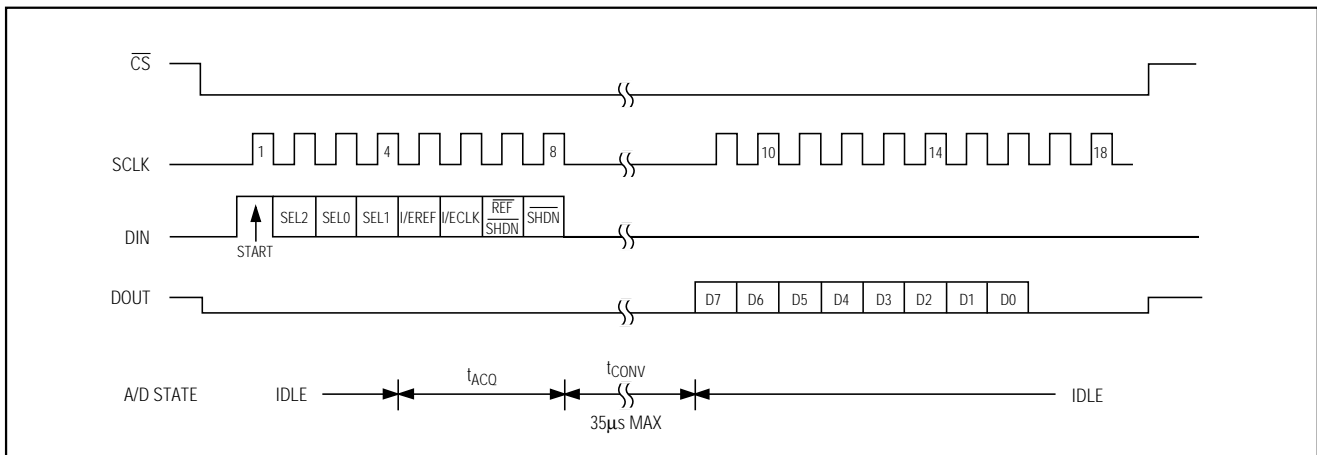 CS
SCLK
1 4 8 10 14 18
DIN
SEL2 SEL0 SEL1 I/EREF I/ECLK REF SHDN SHDN
START
DOUT
D7 D6 D5 D4 D3 D2 D1 D0
A/D STATE IDLE tACQ tCONV IDLE
35µs MAX